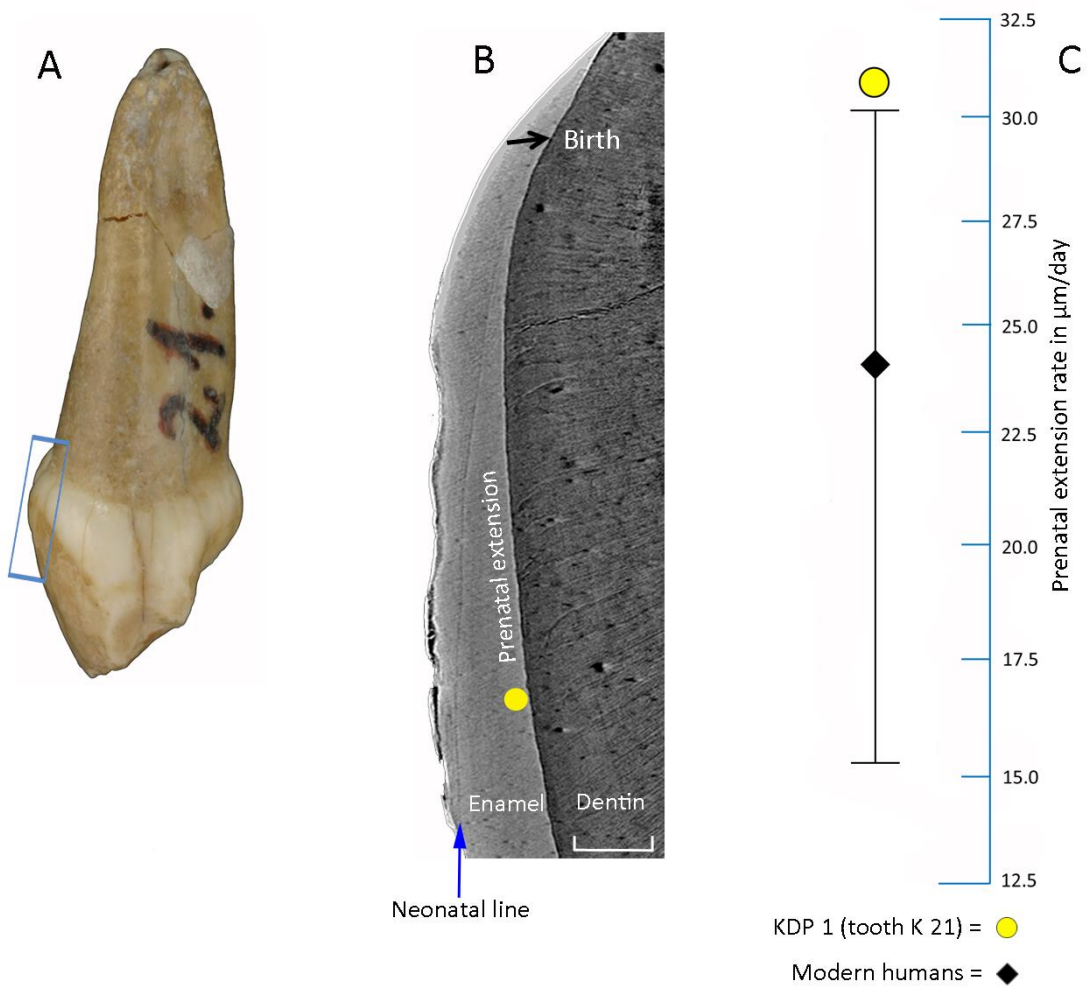 A
21.
B
Birth
Prenatal extension
Enamel
Dentin
Neonatal line
C
32.5
30.0
27.5
25.0
22.5
20.0
17.5
15.0
12.5
Prenatal extension rate in µm/day
KDP 1 (tooth K 21) =
Modern humans =